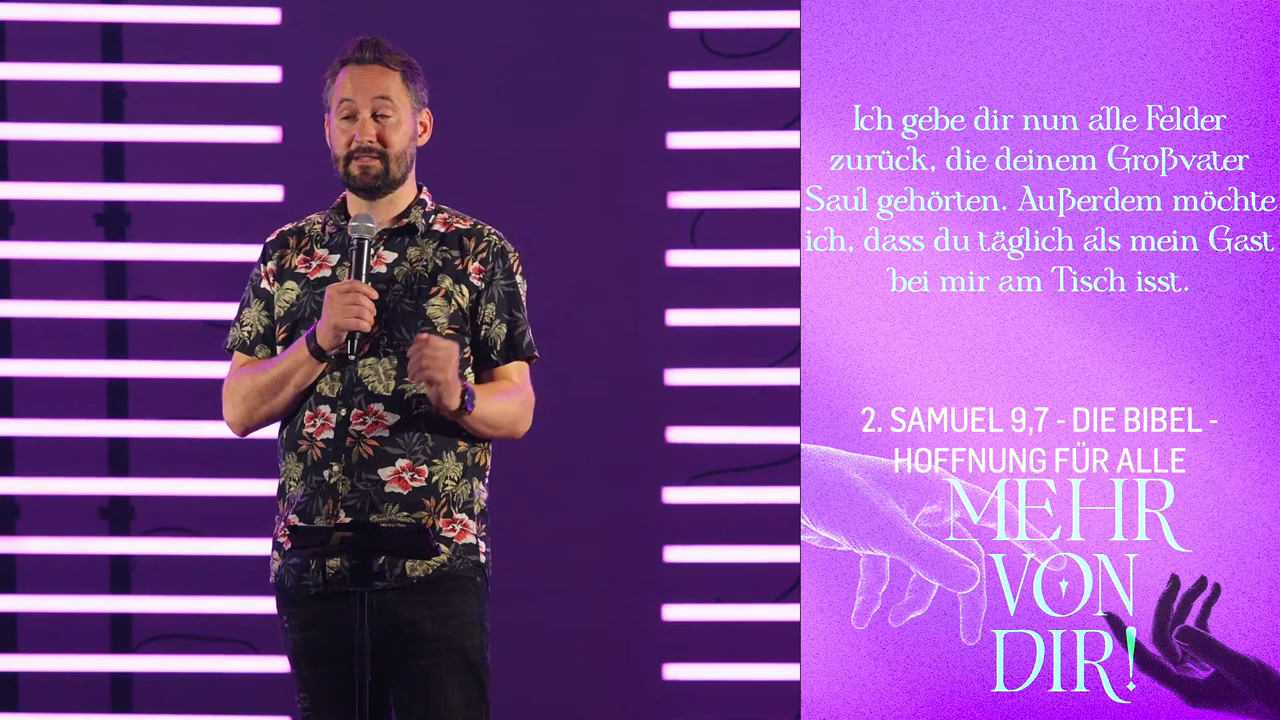 Ich gebe dir nun alle Felder
zurück, die deinem Großvater
Saul gehörten. Außerdem möchte
ich, dass du täglich als mein Gast
bei mir am Tisch isst.
2. SAMUEL 9,7 - DIE BIBEL -
HOFFNUNG FÜR ALLE
MEHR
VON
DIR!